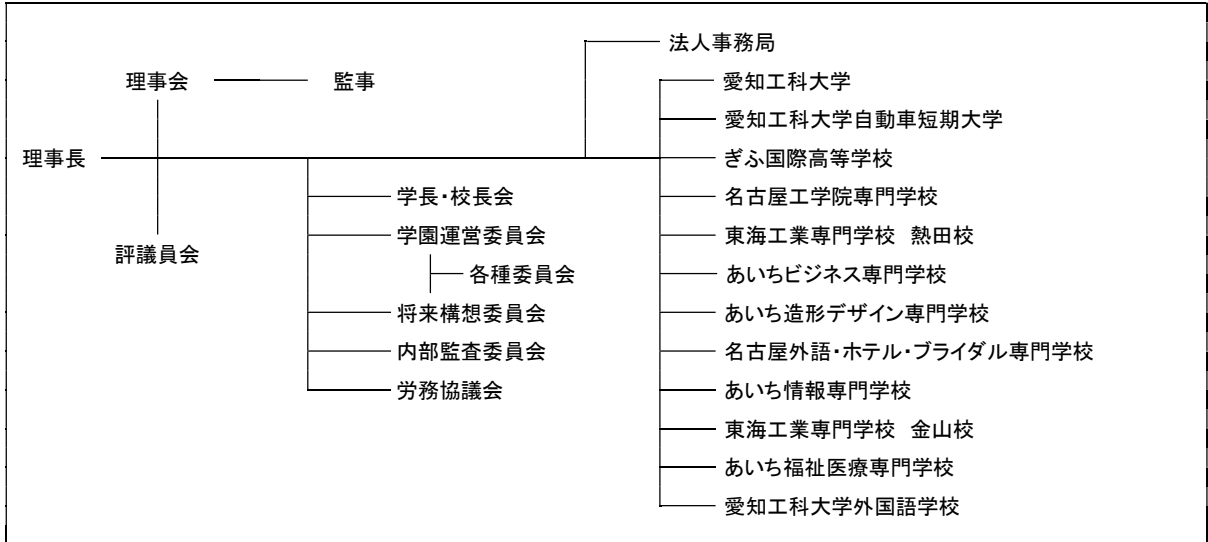 法人事務局
理事会
監事
愛知工科大学
愛知工科大学自動車短期大学
理事長
ぎふ国際高等学校
学長・校長会
名古屋工学院専門学校
学園運営委員会
東海工業専門学校　熱田校
評議員会
各種委員会
あいちビジネス専門学校
将来構想委員会
あいち造形デザイン専門学校
内部監査委員会
名古屋外語・ホテル・ブライダル専門学校
労務協議会
あいち情報専門学校
東海工業専門学校　金山校
あいち福祉医療専門学校
愛知工科大学外国語学校